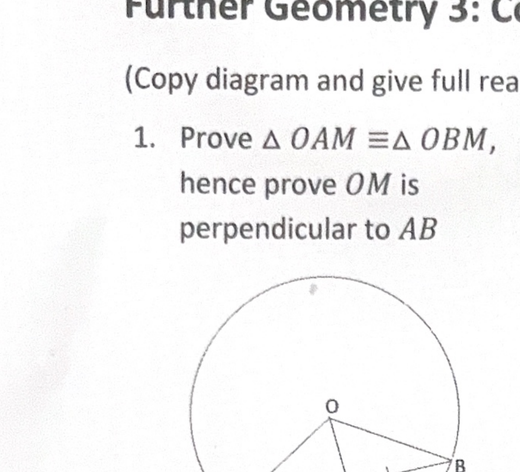 Further Geometry 3:
(Copy diagram and give full
1. Prove △ OAM ≡△ OBM,
hence prove OM is
perpendicular to AB
O
B